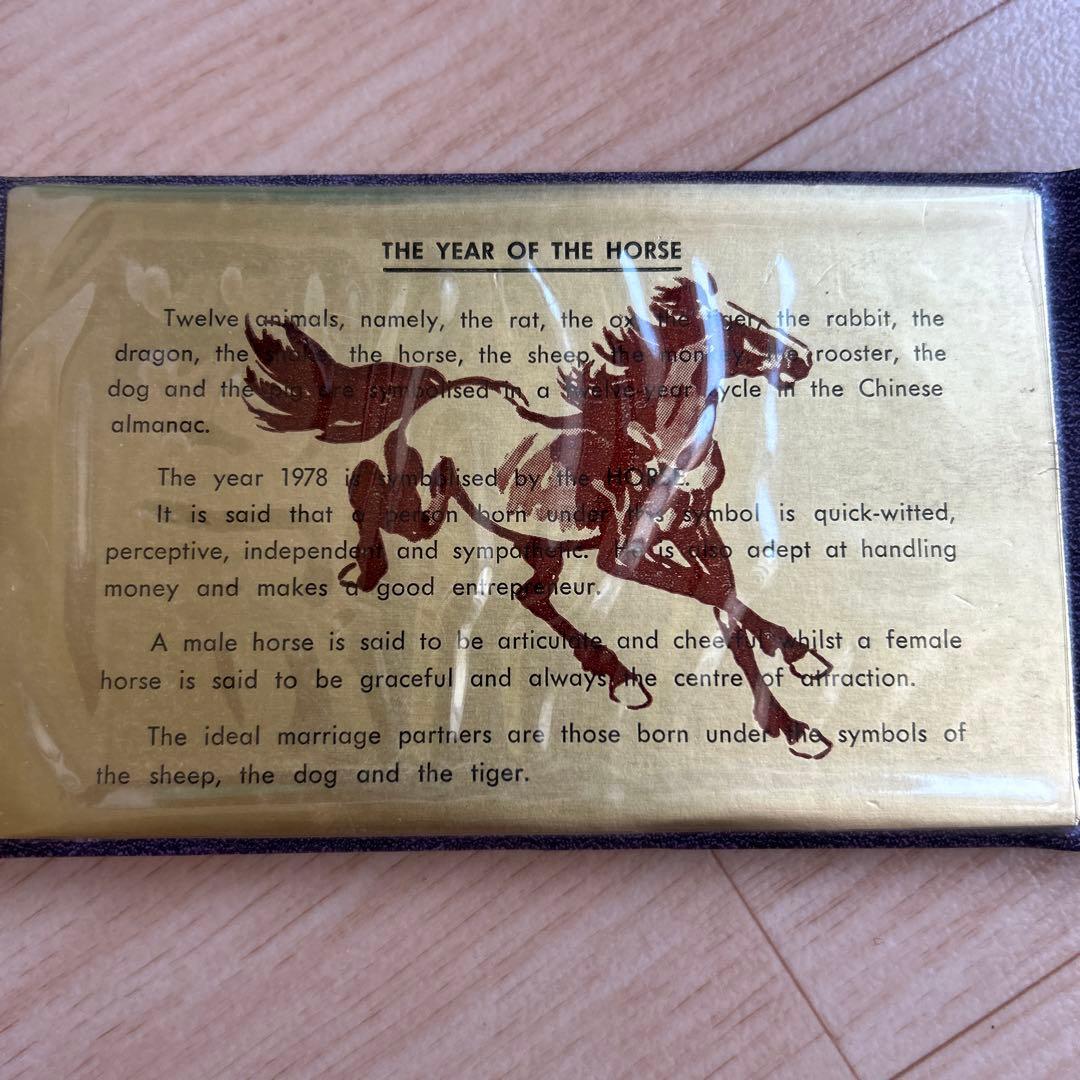 THE YEAR OF THE HORSE
Twelve animals, namely, the rat, the ox, the tiger, the rabbit, the
dragon, the snake, the horse, the sheep, the monkey, the rooster, the
dog and the pig are symbolised in a twelve-year cycle in the Chinese
almanac.
The year 1978 is symbolised by the HORSE.
It is said that a person born under this symbol is quick-witted,
perceptive, independent and sympathetic. He is also adept at handling
money and makes a good entrepreneur.
A male horse is said to be articulate and cheerful whilst a female
horse is said to be graceful and always the centre of attraction.
The ideal marriage partners are those born under the symbols of
the sheep, the dog and the tiger.